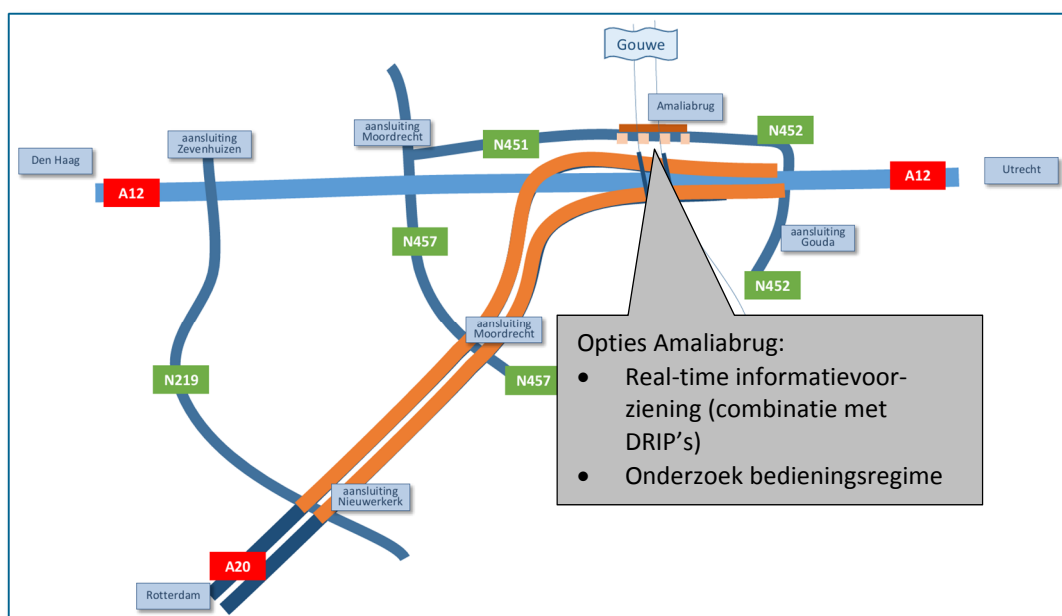 Gouwe
aansluiting
Moordrecht
Amaliabrug
aansluiting
Zevenhuizen
N451
N452
Den Haag
Utrecht
A12
A12
N457
aansluiting
Gouda
N452
aansluiting
Moordrecht
N219
N457
Opties Amaliabrug:
• Real-time informatievoor-
ziening (combinatie met
DRIP’s)
• Onderzoek bedieningsregime
aansluiting
Nieuwerkerk
A20
Rotterdam